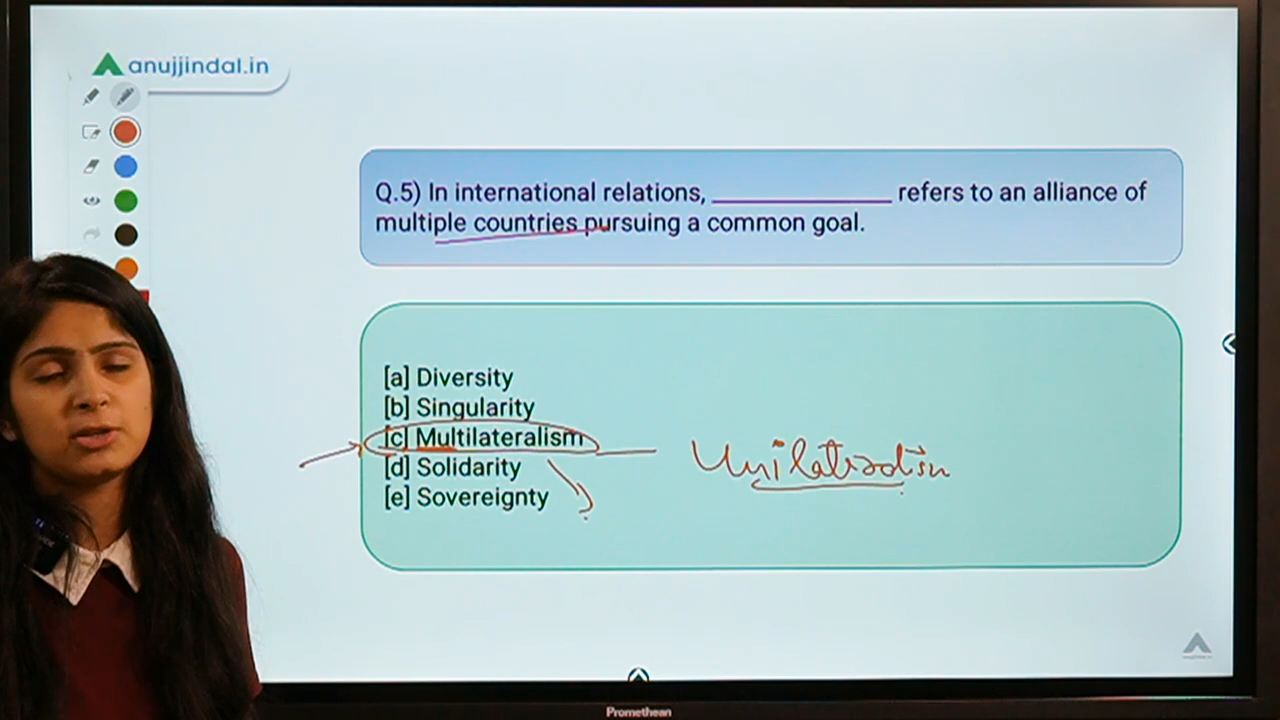 anujjindal.in
Q.5) In international relations, ______________ refers to an alliance of
multiple countries pursuing a common goal.
[a] Diversity
[b] Singularity
[c] Multilateralism
[d] Solidarity
[e] Sovereignty
Unilateralism
Promethean